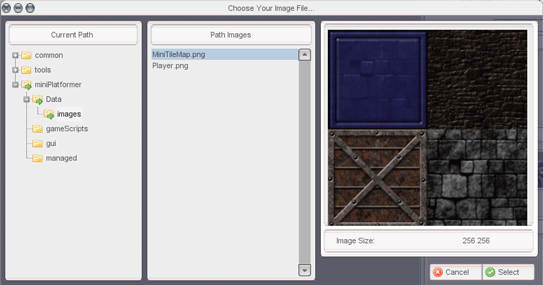 Choose Your Image File...
Current Path
common
tools
miniPlatformer
Data
images
gameScripts
gui
managed
Path Images
MiniTileMap.png
Player.png
Image Size: 256 256
Cancel
Select